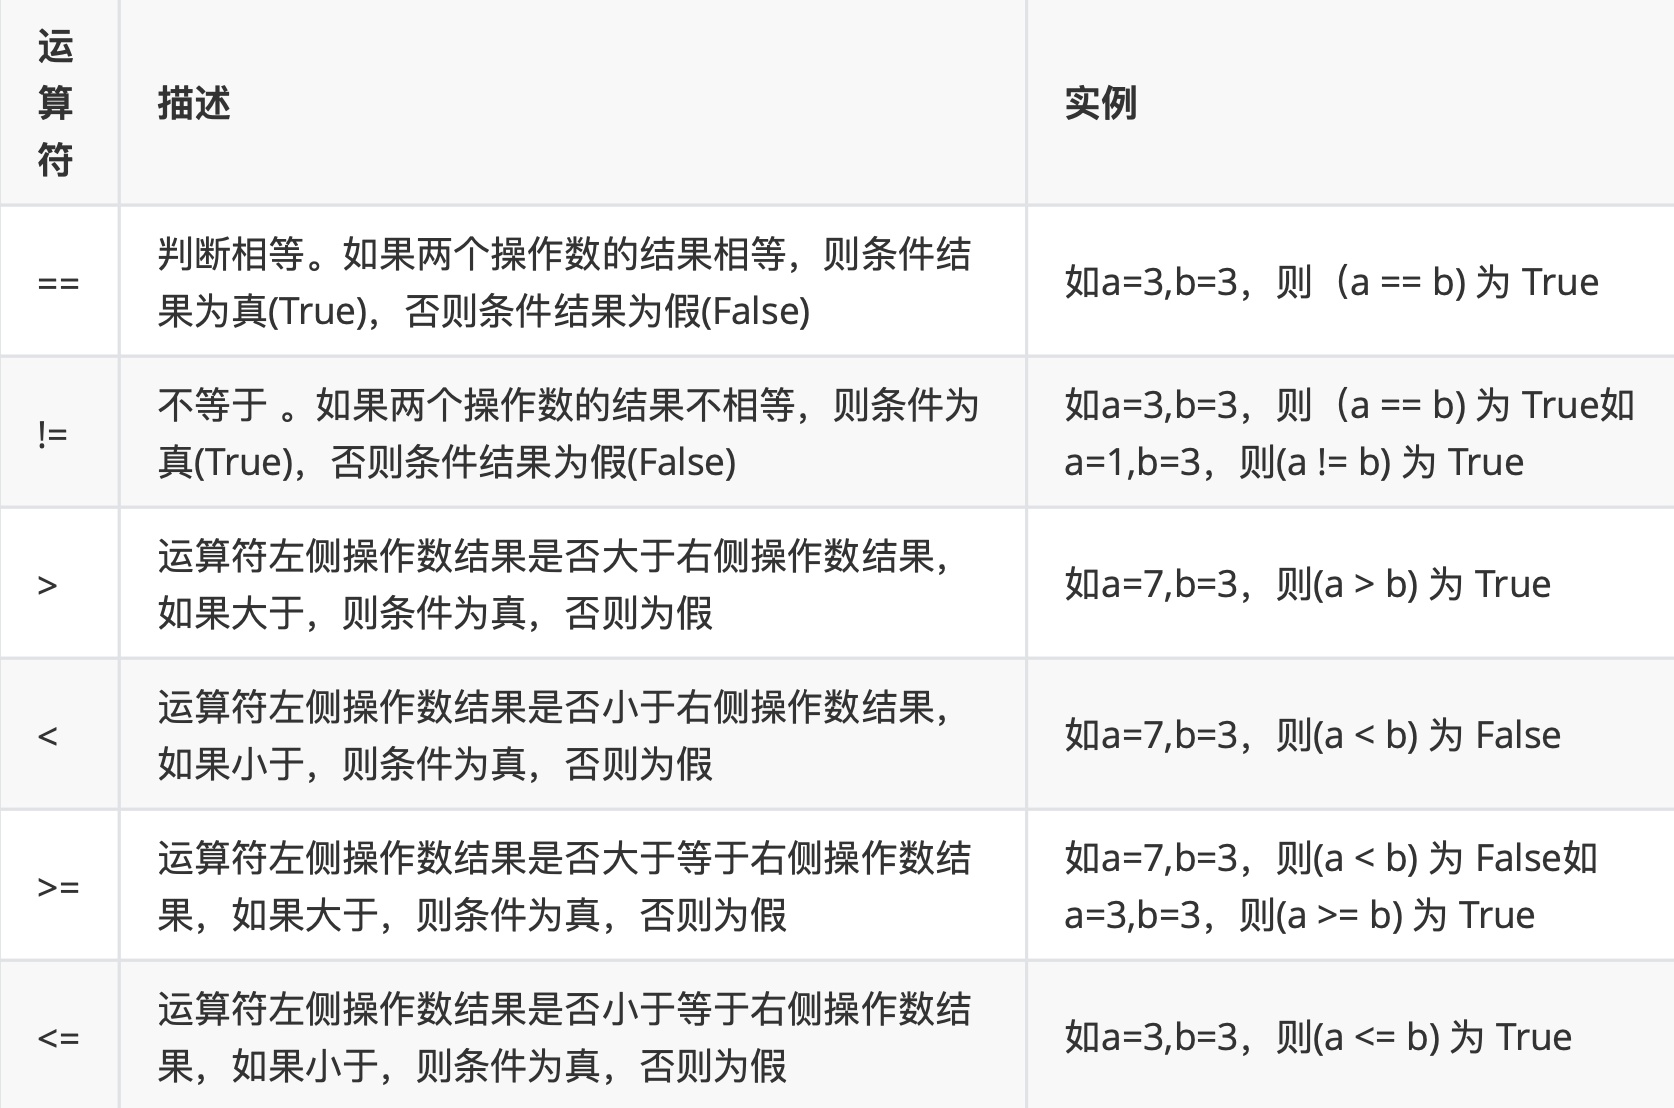 运
算
符
描述
实例
==
判断相等。如果两个操作数的结果相等，则条件结
果为真(True)，否则条件结果为假(False)
如a=3,b=3，则（a == b) 为 True
!=
不等于 。如果两个操作数的结果不相等，则条件为
真(True)，否则条件结果为假(False)
如a=3,b=3，则（a == b) 为 True如
a=1,b=3，则(a != b) 为 True
>
运算符左侧操作数结果是否大于右侧操作数结果，
如果大于，则条件为真，否则为假
如a=7,b=3，则(a > b) 为 True
<
运算符左侧操作数结果是否小于右侧操作数结果，
如果小于，则条件为真，否则为假
如a=7,b=3，则(a < b) 为 False
>=
运算符左侧操作数结果是否大于等于右侧操作数结
果，如果大于，则条件为真，否则为假
如a=7,b=3，则(a < b) 为 False如
a=3,b=3，则(a >= b) 为 True
<=
运算符左侧操作数结果是否小于等于右侧操作数结
果，如果小于，则条件为真，否则为假
如a=3,b=3，则(a <= b) 为 True